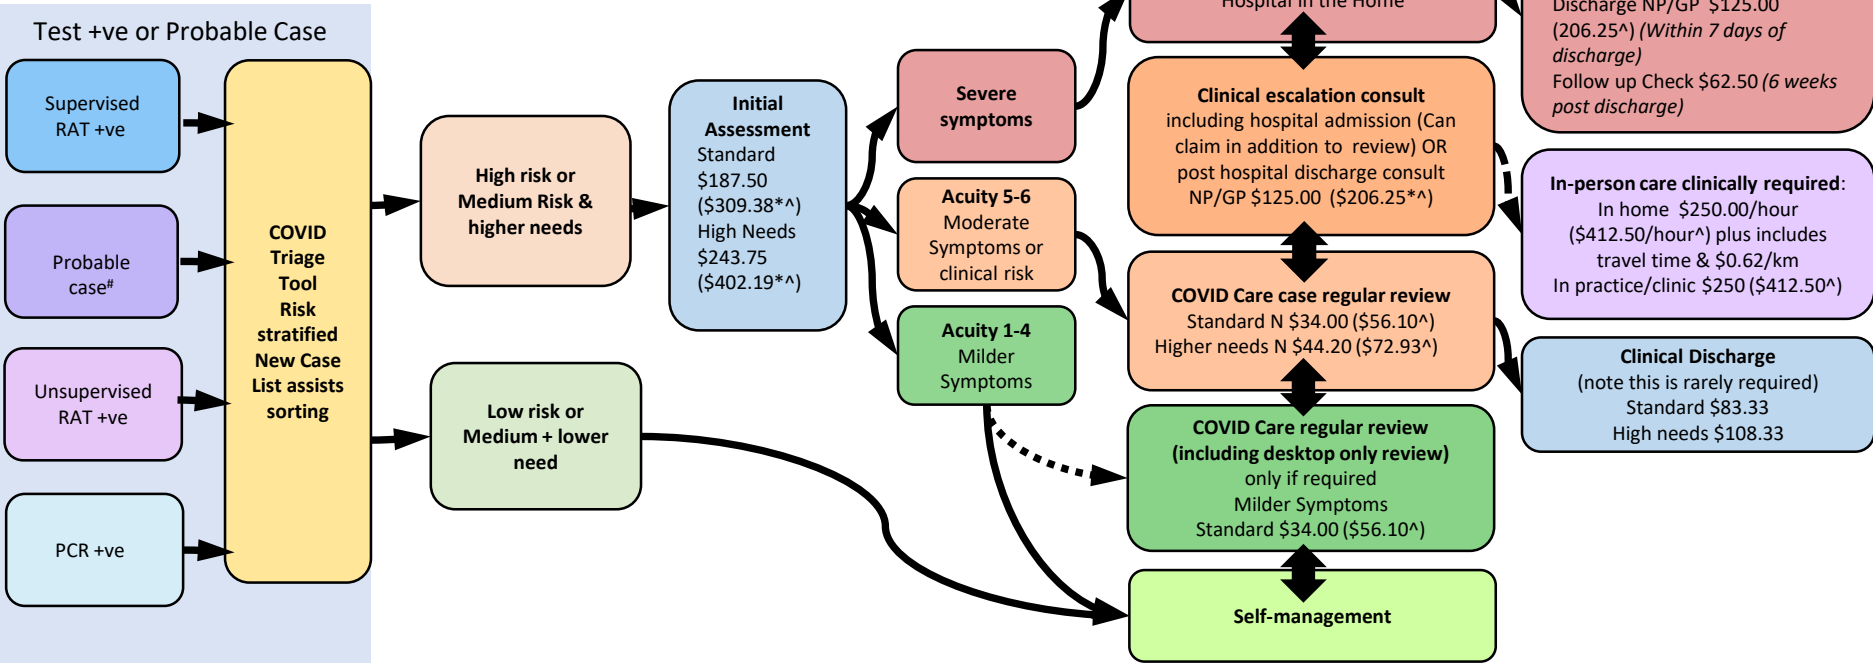 Test +ve or Probable Case
Supervised
RAT +ve
Probable
case#
Unsupervised
RAT +ve
PCR +ve
COVID
Triage
Tool
Risk
stratified
New Case
List assists
sorting
High risk or
Medium Risk &
higher needs
Low risk or
Medium + lower
need
Initial
Assessment
Standard
$187.50
($309.38*^)
High Needs
$243.75
($402.19*^)
Severe
symptoms
Acuity 5-6
Moderate
Symptoms or
clinical risk
Acuity 1-4
Milder
Symptoms
Hospital in the Home
Clinical escalation consult
including hospital admission (Can
claim in addition to review) OR
post hospital discharge consult
NP/GP $125.00 ($206.25*^)
COVID Care case regular review
Standard N $34.00 ($56.10^)
Higher needs N $44.20 ($72.93^)
COVID Care regular review
(including desktop only review)
only if required
Milder Symptoms
Standard $34.00 ($56.10^)
Self-management
Discharge NP/GP $125.00
(206.25^) (Within 7 days of
discharge)
Follow up Check $62.50 (6 weeks
post discharge)
In-person care clinically required:
In home $250.00/hour
($412.50/hour^) plus includes
travel time & $0.62/km
In practice/clinic $250 ($412.50^)
Clinical Discharge
(note this is rarely required)
Standard $83.33
High needs $108.33